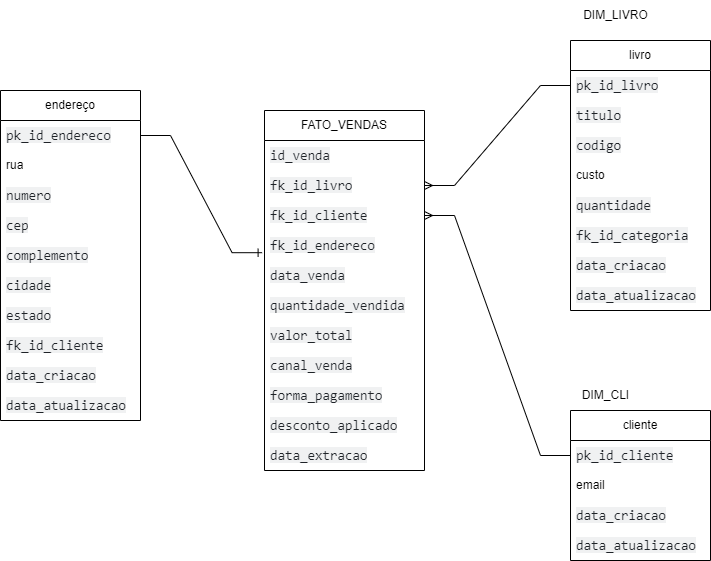 endereço
pk_id_endereco
rua
numero
cep
complemento
cidade
estado
fk_id_cliente
data_criacao
data_atualizacao
FATO_VENDAS
id_venda
fk_id_livro
fk_id_cliente
fk_id_endereco
data_venda
quantidade_vendida
valor_total
canal_venda
forma_pagamento
desconto_aplicado
data_extracao
DIM_LIVRO
livro
pk_id_livro
titulo
codigo
custo
quantidade
fk_id_categoria
data_criacao
data_atualizacao
DIM_CLI
cliente
pk_id_cliente
email
data_criacao
data_atualizacao